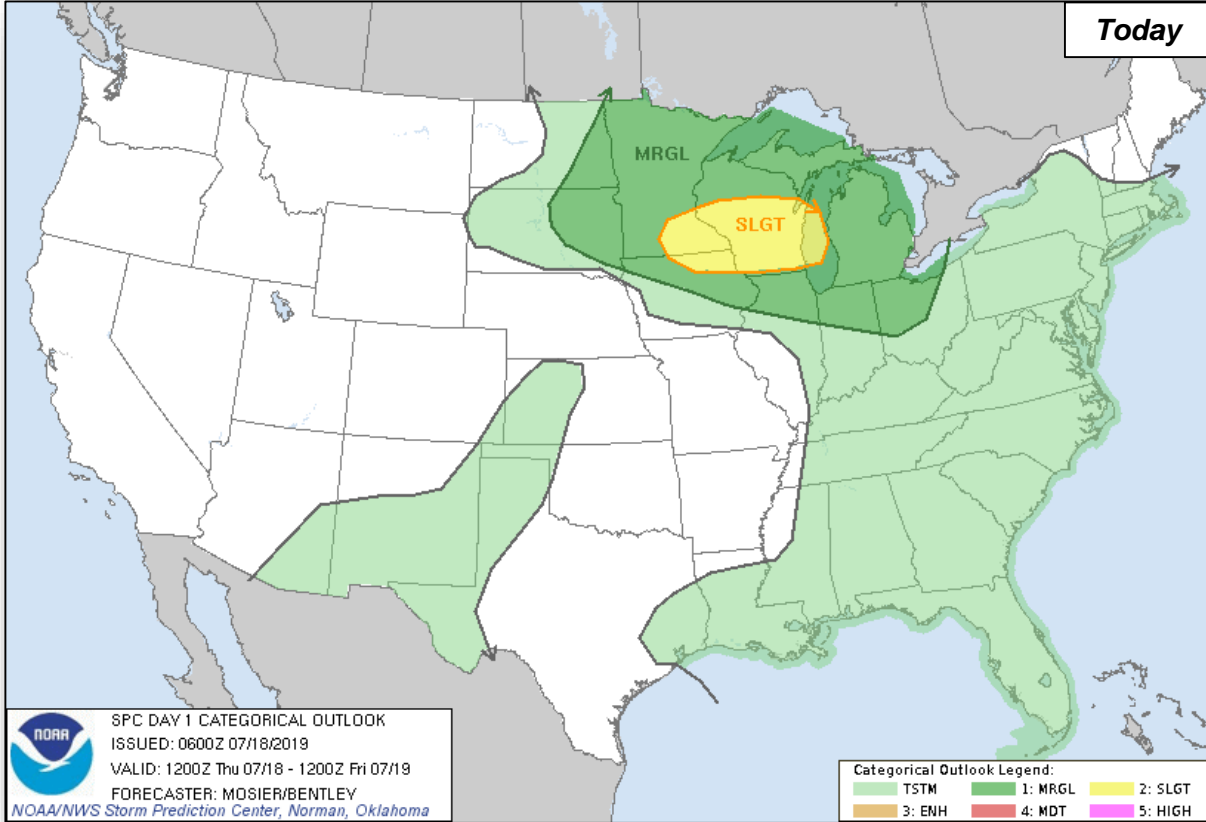 Today
MRGL
SLGT
NOAA
SPC DAY 1 CATEGORICAL OUTLOOK
ISSUED: 0600Z 07/18/2019
VALID: 1200Z Thu 07/18 - 1200Z Fri 07/19
FORECASTER: MOSIER/BENTLEY
NOAA/NWS Storm Prediction Center, Norman, Oklahoma
Categorical Outlook Legend:
TSTM 1: MRGL 2: SLGT
3: ENH 4: MDT 5: HIGH